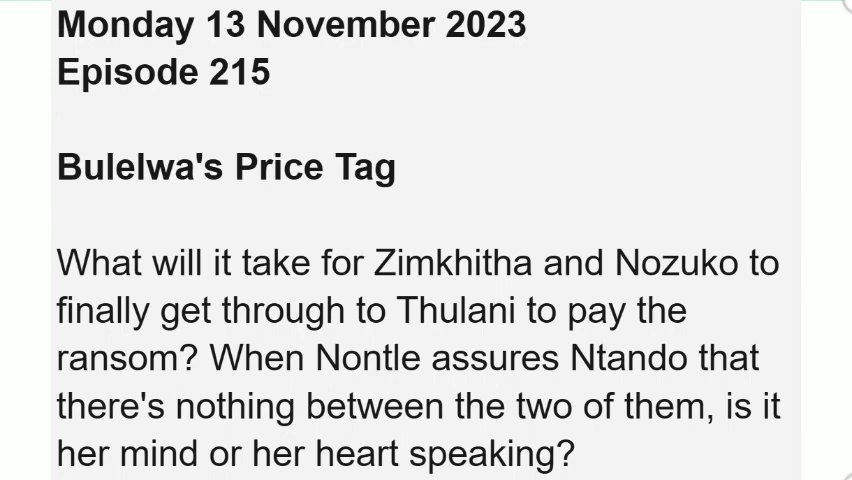 Monday 13 November 2023
Episode 215
Bulelwa's Price Tag
What will it take for Zimkhitha and Nozuko to
finally get through to Thulani to pay the
ransom? When Nontle assures Ntando that
there's nothing between the two of them, is it
her mind or her heart speaking?